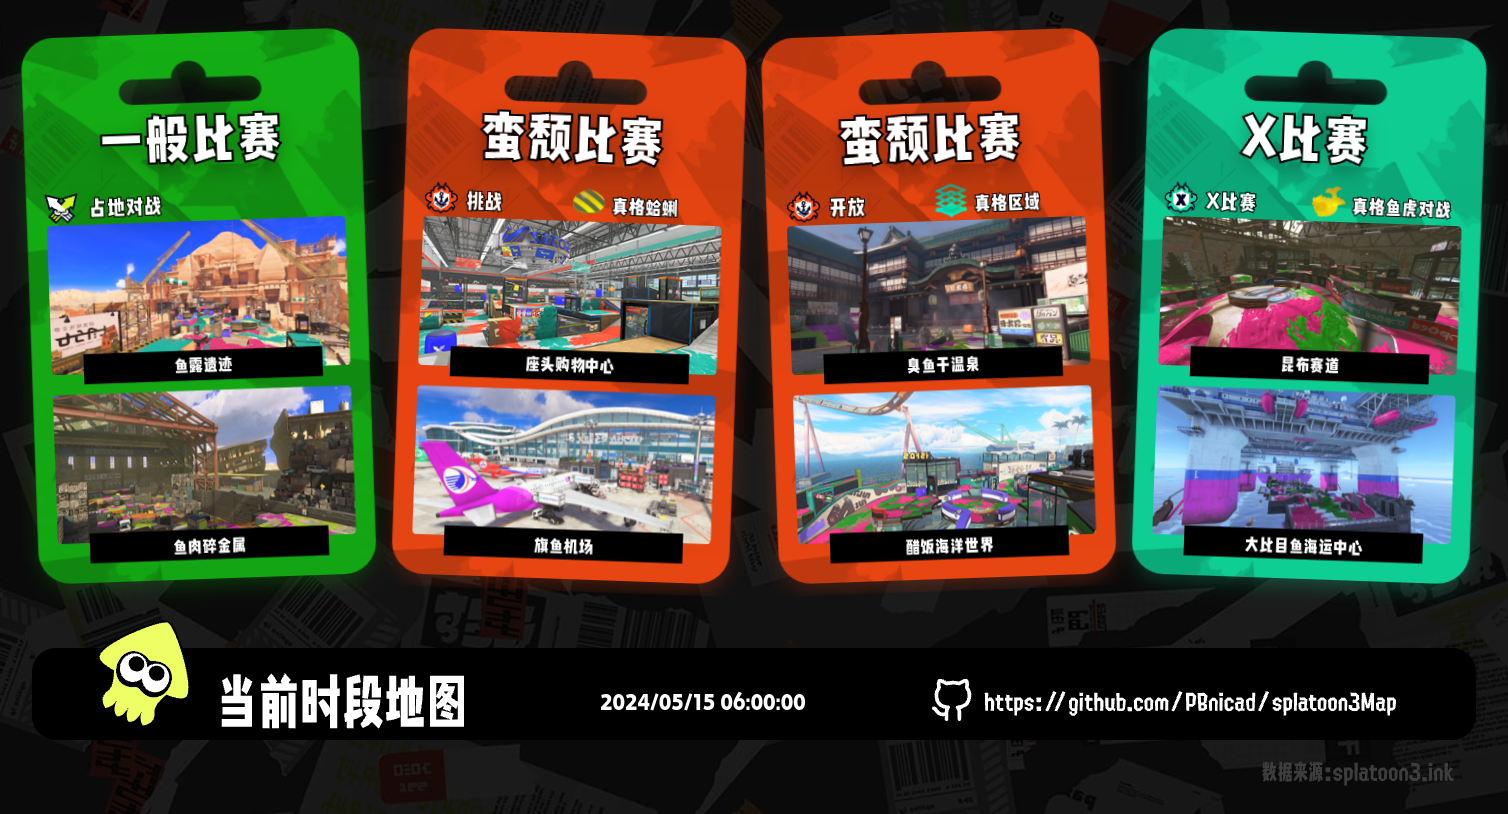 一般比赛
占地对战
鱼露遗迹
鱼肉碎金属
蛮颓比赛
挑战
真格蛤蜊
座头购物中心
旗鱼机场
蛮颓比赛
开放
真格区域
臭鱼干温泉
醋饭海洋世界
X比赛
X比赛
真格鱼虎对战
昆布赛道
大比目鱼海运中心
当前时段地图
2024/05/15 06:00:00
https://github.com/PBnicad/splatoon3Map
数据来源:splatoon3.ink